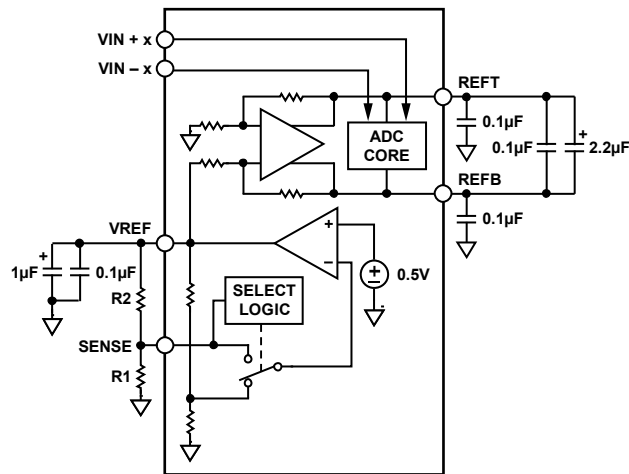 VIN + x
VIN – x
REFT
ADC
CORE
0.1µF
0.1µF
+
2.2µF
REFB
0.1µF
VREF
+
1µF
0.1µF
R2
+
–
+
–
0.5V
SELECT
LOGIC
SENSE
R1